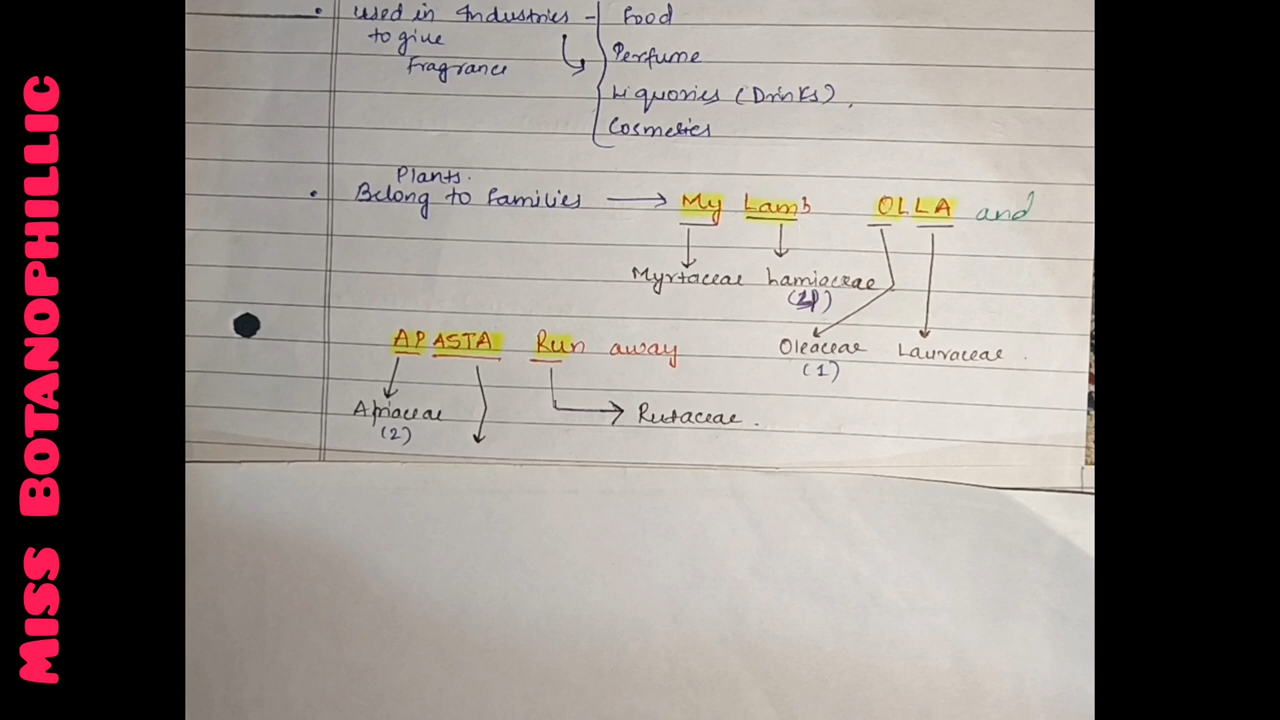 MISS BOTANOPHILLIC
• used in Industries - Food
to give
Fragrance
Perfume
Liquories (Drinks).
Cosmetics
Plants.
• Belong to families → My Lamb OLLA and
Myrtaceae Lamiaceae
Oleaceae Lauraceae.
(1)
APASTA Run away
Apiaceae
(2)
Rutaceae.